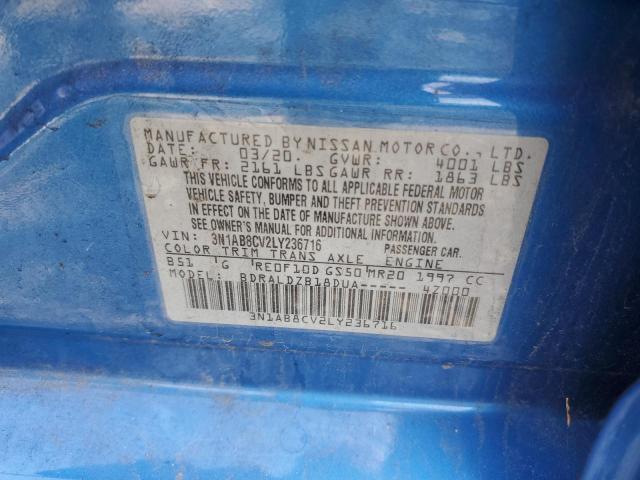 MANUFACTURED BY NISSAN MOTOR CO., LTD.
DATE: 03/20. GVWR: 4001 LBS
GAWR FR: 2161 LBS GAWR RR: 1863 LBS
THIS VEHICLE CONFORMS TO ALL APPLICABLE FEDERAL MOTOR
VEHICLE SAFETY, BUMPER AND THEFT PREVENTION STANDARDS
IN EFFECT ON THE DATE OF MANUFACTURE SHOWN ABOVE.
SEE OWNER'S MANUAL FOR ADDITIONAL INFORMATION.
VIN: 3N1AB8CV2LY236716 PASSENGER CAR.
COLOR TRIM TRANS AXLE ENGINE
B51 G RE0F10D GS50 MR20 1997 CC
MODEL: BDRALDZB18DUA----- 4Z000
3N1AB8CV2LY236716